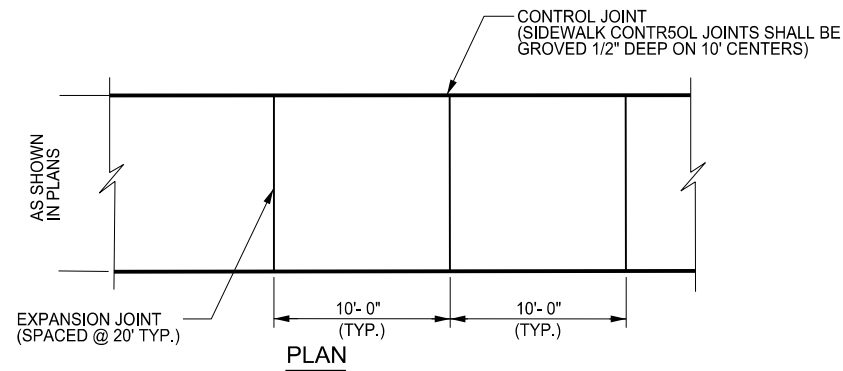 CONTROL JOINT
(SIDEWALK CONTR5OL JOINTS SHALL BE
GROVED 1/2" DEEP ON 10' CENTERS)
AS SHOWN
IN PLANS
EXPANSION JOINT
(SPACED @ 20' TYP.)
10'- 0"
(TYP.)
10'- 0"
(TYP.)
PLAN